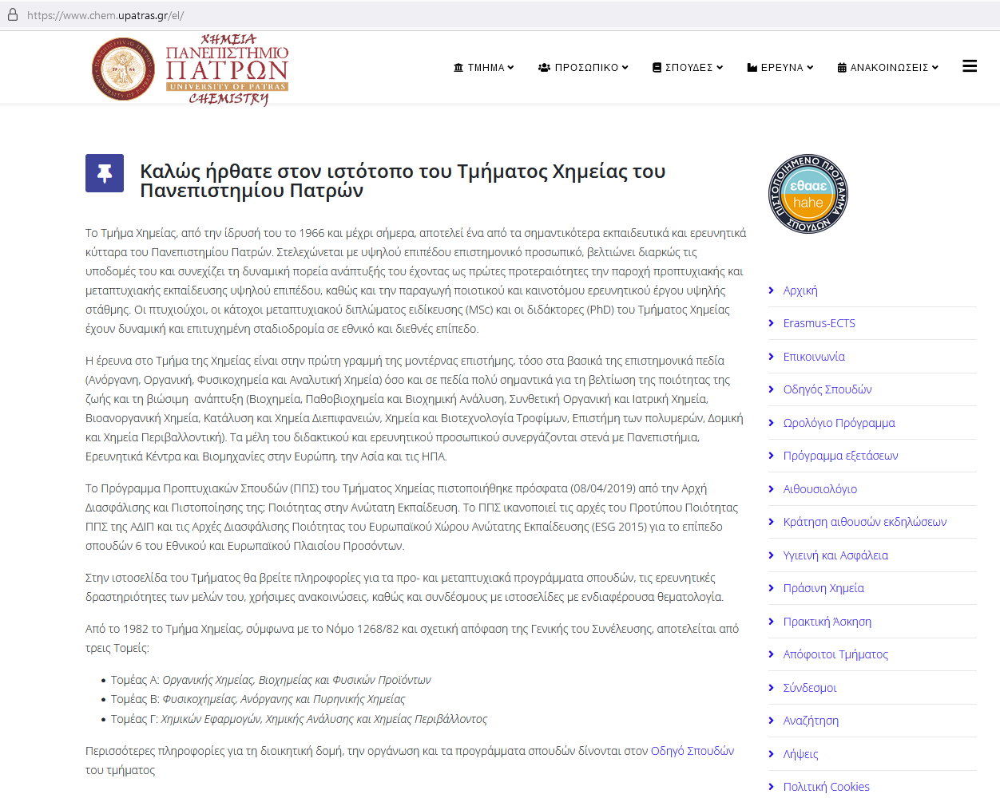 https://www.chem.upatras.gr/el/
ΧΗΜΕΙΑ
ΠΑΝΕΠΙΣΤΗΜΙΟ
ΠΑΤΡΩΝ
UNIVERSITY OF PATRAS
CHEMISTRY
ΤΜΗΜΑ ΠΡΟΣΩΠΙΚΟ ΣΠΟΥΔΕΣ ΕΡΕΥΝΑ ΑΝΑΚΟΙΝΩΣΕΙΣ
Καλώς ήρθατε στον ιστότοπο του Τμήματος Χημείας του
Πανεπιστημίου Πατρών
Το Τμήμα Χημείας, από την ίδρυσή του το 1966 και μέχρι σήμερα, αποτελεί ένα από τα σημαντικότερα εκπαιδευτικά και ερευνητικά
κύτταρα του Πανεπιστημίου Πατρών. Στελεχώνεται με υψηλού επιπέδου επιστημονικό προσωπικό, βελτιώνει διαρκώς τις
υποδομές του και συνεχίζει τη δυναμική πορεία ανάπτυξής του έχοντας ως πρώτες προτεραιότητες την παροχή προπτυχιακής και
μεταπτυχιακής εκπαίδευσης υψηλού επιπέδου, καθώς και την παραγωγή ποιοτικού και καινοτόμου ερευνητικού έργου υψηλής
στάθμης. Οι πτυχιούχοι, οι κάτοχοι μεταπτυχιακού διπλώματος ειδίκευσης (MSc) και οι διδάκτορες (PhD) του Τμήματος Χημείας
έχουν δυναμική και επιτυχημένη σταδιοδρομία σε εθνικό και διεθνές επίπεδο.
Η έρευνα στο Τμήμα της Χημείας είναι στην πρώτη γραμμή της μοντέρνας επιστήμης, τόσο στα βασικά της επιστημονικά πεδία
(Ανόργανη, Οργανική, Φυσικοχημεία και Αναλυτική Χημεία) όσο και σε πεδία πολύ σημαντικά για τη βελτίωση της ποιότητας της
ζωής και τη βιώσιμη ανάπτυξη (Βιοχημεία, Παθοβιοχημεία και Βιοχημική Ανάλυση, Συνθετική Οργανική και Ιατρική Χημεία,
Βιοανοργανική Χημεία, Κατάλυση και Χημεία Διεπιφανειών, Χημεία και Βιοτεχνολογία Τροφίμων, Επιστήμη των πολυμερών, Δομική
και Χημεία Περιβαλλοντική). Τα μέλη του διδακτικού και ερευνητικού προσωπικού συνεργάζονται στενά με Πανεπιστήμια,
Ερευνητικά Κέντρα και Βιομηχανίες στην Ευρώπη, την Ασία και τις ΗΠΑ.
Το Πρόγραμμα Προπτυχιακών Σπουδών (ΠΠΣ) του Τμήματος Χημείας πιστοποιήθηκε πρόσφατα (08/04/2019) από την Αρχή
Διασφάλισης και Πιστοποίησης της; Ποιότητας στην Ανώτατη Εκπαίδευση. Το ΠΠΣ ικανοποιεί τις αρχές του Προτύπου Ποιότητας
ΠΠΣ της ΑΔΙΠ και τις Αρχές Διασφάλισης Ποιότητας του Ευρωπαϊκού Χώρου Ανώτατης Εκπαίδευσης (ESG 2015) για το επίπεδο
σπουδών 6 του Εθνικού και Ευρωπαϊκού Πλαισίου Προσόντων.
Στην ιστοσελίδα του Τμήματος θα βρείτε πληροφορίες για τα προ- και μεταπτυχιακά προγράμματα σπουδών, τις ερευνητικές
δραστηριότητες των μελών του, χρήσιμες ανακοινώσεις, καθώς και συνδέσμους με ιστοσελίδες με ενδιαφέρουσα θεματολογία.
Από το 1982 το Τμήμα Χημείας, σύμφωνα με το Νόμο 1268/82 και σχετική απόφαση της Γενικής του Συνέλευσης, αποτελείται από
τρεις Τομείς:
• Τομέας Α: Οργανικής Χημείας, Βιοχημείας και Φυσικών Προϊόντων
• Τομέας Β: Φυσικοχημείας, Ανόργανης και Πυρηνικής Χημείας
• Τομέας Γ: Χημικών Εφαρμογών, Χημικής Ανάλυσης και Χημείας Περιβάλλοντος
Περισσότερες πληροφορίες για τη διοικητική δομή, την οργάνωση και τα προγράμματα σπουδών δίνονται στον Οδηγό Σπουδών
του τμήματος
ΠΙΣΤΟΠΟΙΗΜΕΝΟ ΠΡΟΓΡΑΜΜΑ
εθααε
hahe
ΣΠΟΥΔΩΝ
Αρχική
Erasmus-ECTS
Επικοινωνία
Οδηγός Σπουδών
Ωρολόγιο Πρόγραμμα
Πρόγραμμα εξετάσεων
Αιθουσιολόγιο
Κράτηση αιθουσών εκδηλώσεων
Υγιεινή και Ασφάλεια
Πράσινη Χημεία
Πρακτική Άσκηση
Απόφοιτοι Τμήματος
Σύνδεσμοι
Αναζήτηση
Λήψεις
Πολιτική Cookies